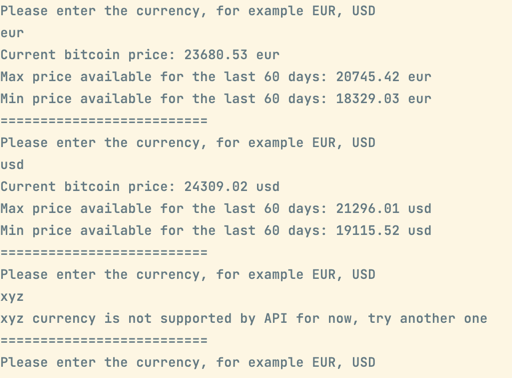 Please enter the currency, for example EUR, USD
eur
Current bitcoin price: 23680.53 eur
Max price available for the last 60 days: 20745.42 eur
Min price available for the last 60 days: 18329.03 eur
==========================
Please enter the currency, for example EUR, USD
usd
Current bitcoin price: 24309.02 usd
Max price available for the last 60 days: 21296.01 usd
Min price available for the last 60 days: 19115.52 usd
==========================
Please enter the currency, for example EUR, USD
xyz
xyz currency is not supported by API for now, try another one
==========================
Please enter the currency, for example EUR, USD